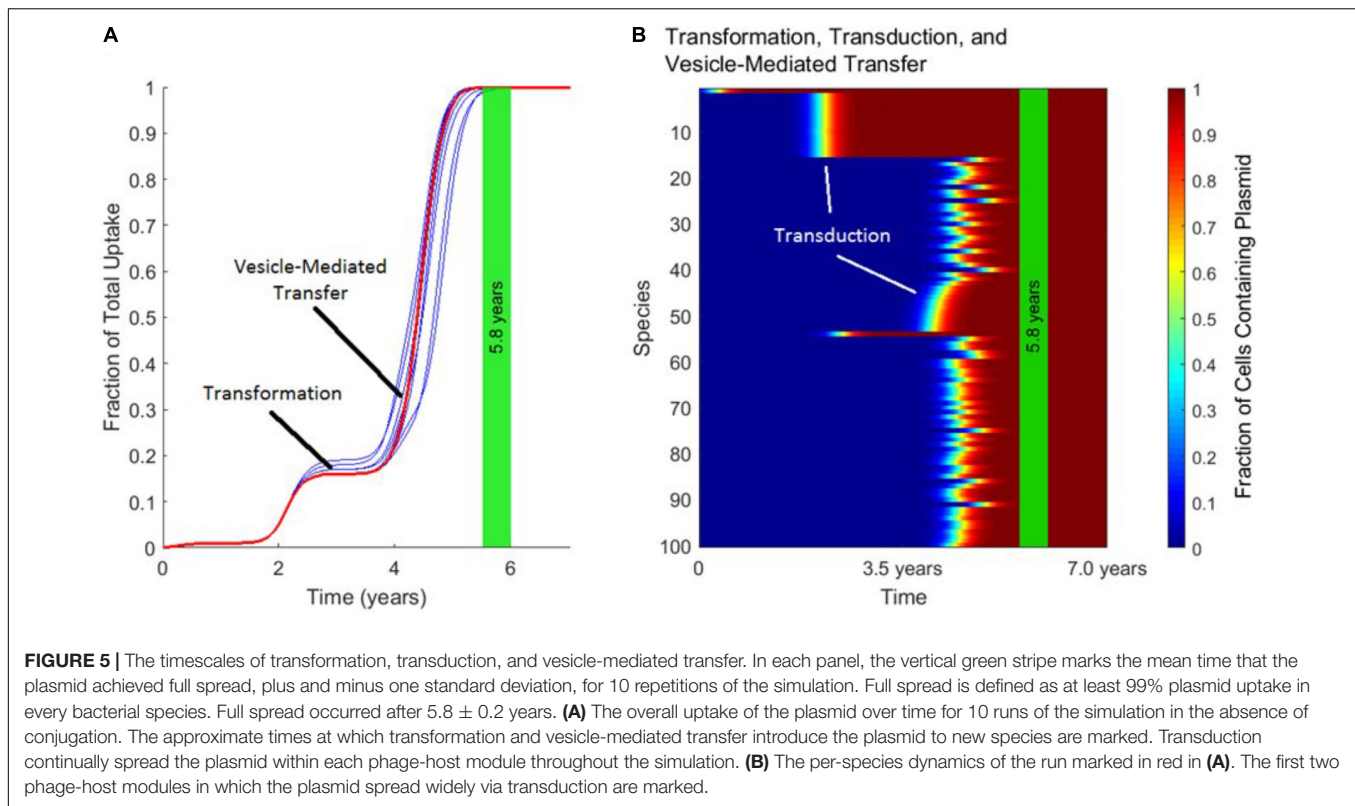 A
Fraction of Total Uptake
1
0.9
0.8
0.7
0.6
0.5
0.4
0.3
0.2
0.1
0
Vesicle-Mediated
Transfer
Transformation
5.8 years
0
2
4
6
Time (years)
B
Transformation, Transduction, and
Vesicle-Mediated Transfer
Species
10
20
30
40
50
60
70
80
90
100
Transduction
5.8 years
0
3.5 years
7.0 years
Time
1
0.9
0.8
0.7
0.6
0.5
0.4
0.3
0.2
0.1
0
Fraction of Cells Containing Plasmid
FIGURE 5 | The timescales of transformation, transduction, and vesicle-mediated transfer. In each panel, the vertical green stripe marks the mean time that the
plasmid achieved full spread, plus and minus one standard deviation, for 10 repetitions of the simulation. Full spread is defined as at least 99% plasmid uptake in
every bacterial species. Full spread occurred after 5.8 ± 0.2 years. (A) The overall uptake of the plasmid over time for 10 runs of the simulation in the absence of
conjugation. The approximate times at which transformation and vesicle-mediated transfer introduce the plasmid to new species are marked. Transduction
continually spread the plasmid within each phage-host module throughout the simulation. (B) The per-species dynamics of the run marked in red in (A). The first two
phage-host modules in which the plasmid spread widely via transduction are marked.